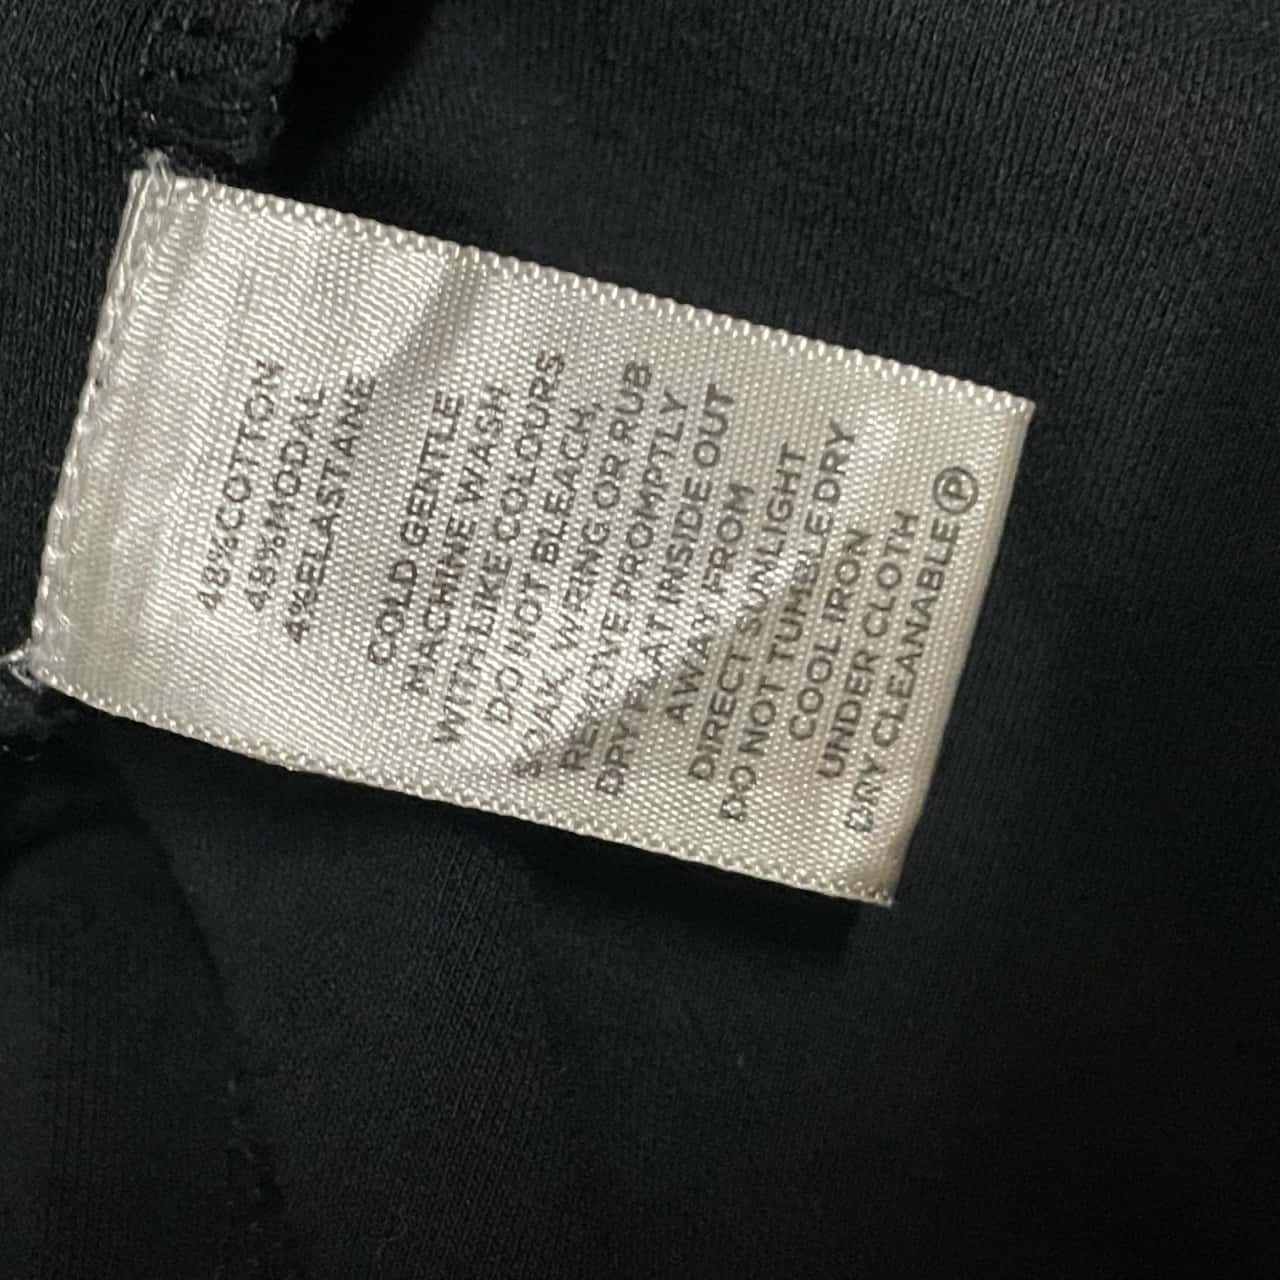 48%COTTON
48%MODAL
4%ELASTANE
COLD GENTLE
MACHINE WASH
WITH LIKE COLOURS
DO NOT BLEACH,
SOAK, WRING OR RUB
REMOVE PROMPTLY
DRY FLAT INSIDE OUT
AWAY FROM
DIRECT SUNLIGHT
DO NOT TUMBLE DRY
COOL IRON
UNDER CLOTH
DRY CLEANABLE Ⓟ